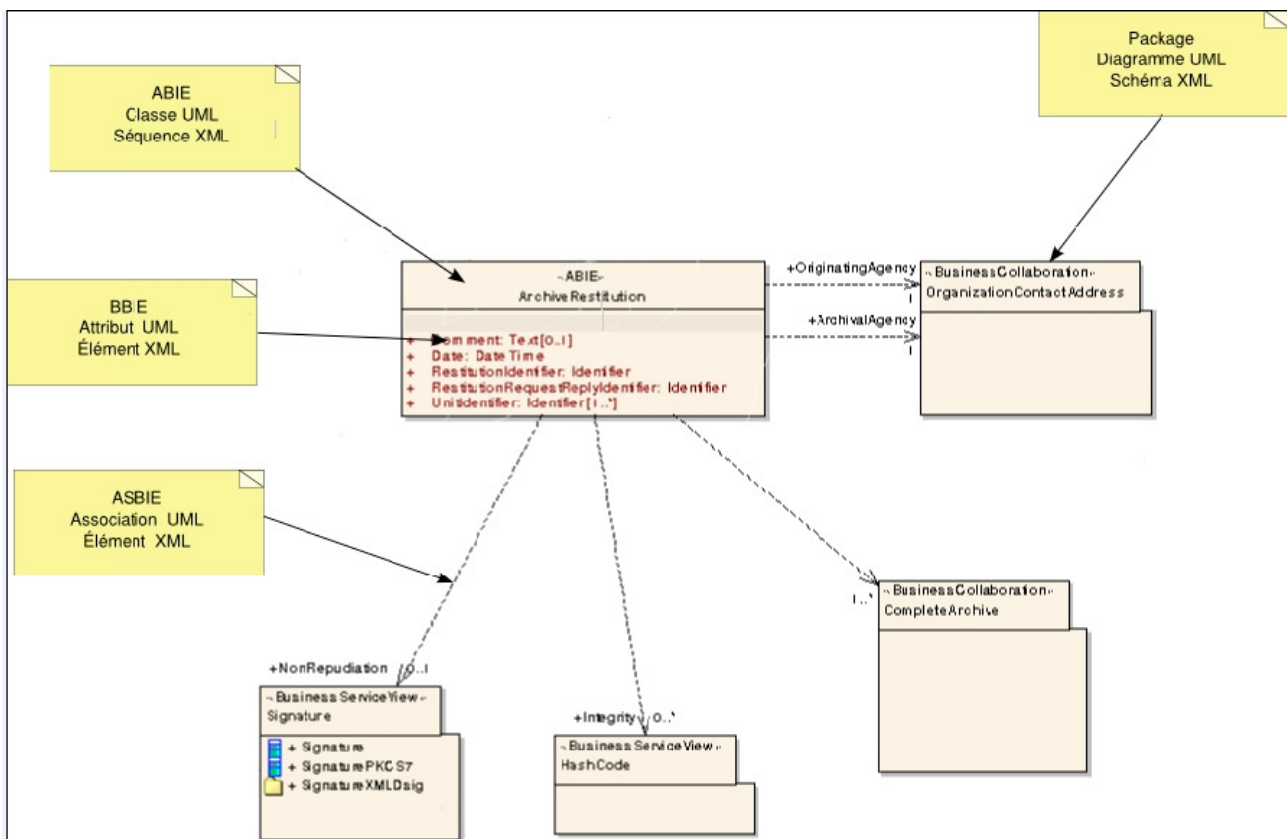 Package
Diagramme UML
Schéma XML
ABIE
Classe UML
Séquence XML
~ABIE~
ArchiveRestitution
+ Comment: Text[0..1]
+ Date: DateTime
+ RestitutionIdentifier: Identifier
+ RestitutionRequestReplyIdentifier: Identifier
+ UnitIdentifier: Identifier[1..*]
+OriginatingAgency
1
+ArchivalAgency
1
~BusinessCollaboration~
OrganizationContactAddress
BBIE
Attribut UML
Élément XML
ASBIE
Association UML
Élément XML
1..*
~BusinessCollaboration~
CompleteArchive
+NonRepudiation 0..1
~BusinessServiceView~
Signature
+ Signature
+ SignaturePKCS7
+ SignatureXMLDsig
+Integrity 0..*
~BusinessServiceView~
HashCode